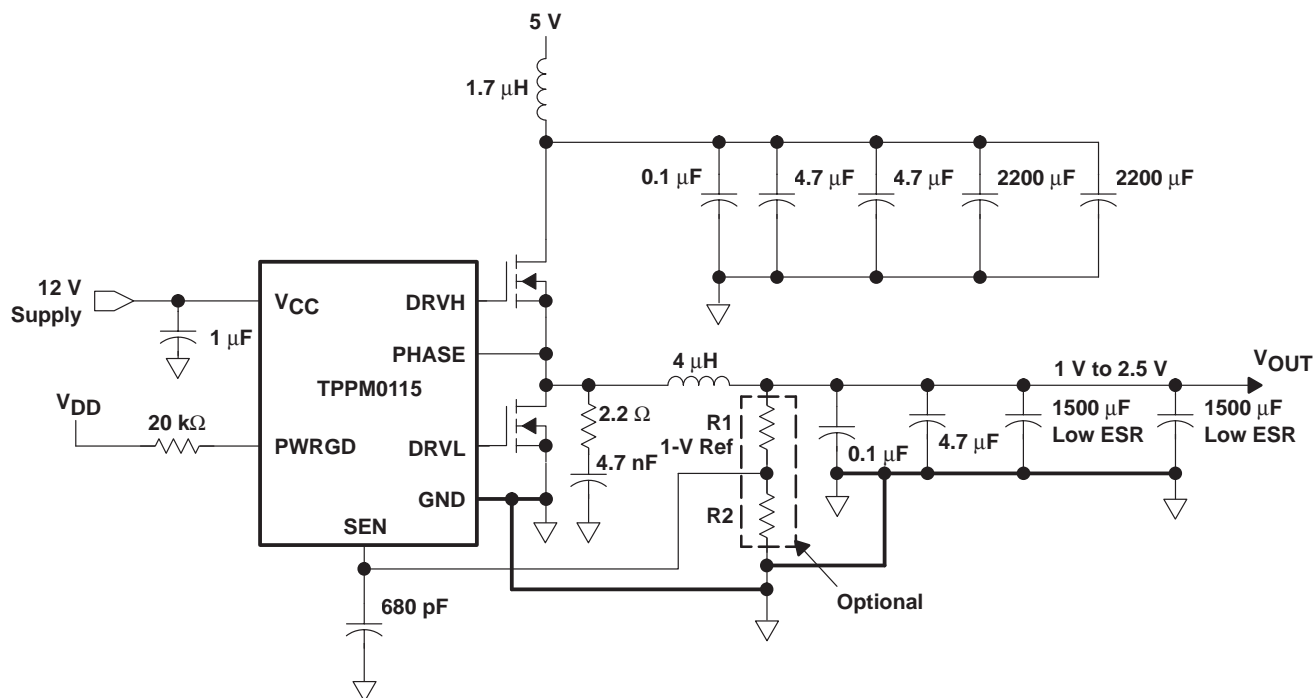 5 V
1.7 μH
0.1 μF
4.7 μF
4.7 μF
2200 μF
2200 μF
12 V
Supply
VCC
DRVH
1 μF
PHASE
TPPM0115
4 μH
1 V to 2.5 V
VOUT
VDD
20 kΩ
PWRGD
DRVL
2.2 Ω
4.7 nF
R1
1-V Ref
0.1 μF
4.7 μF
1500 μF
Low ESR
1500 μF
Low ESR
GND
R2
SEN
680 pF
Optional